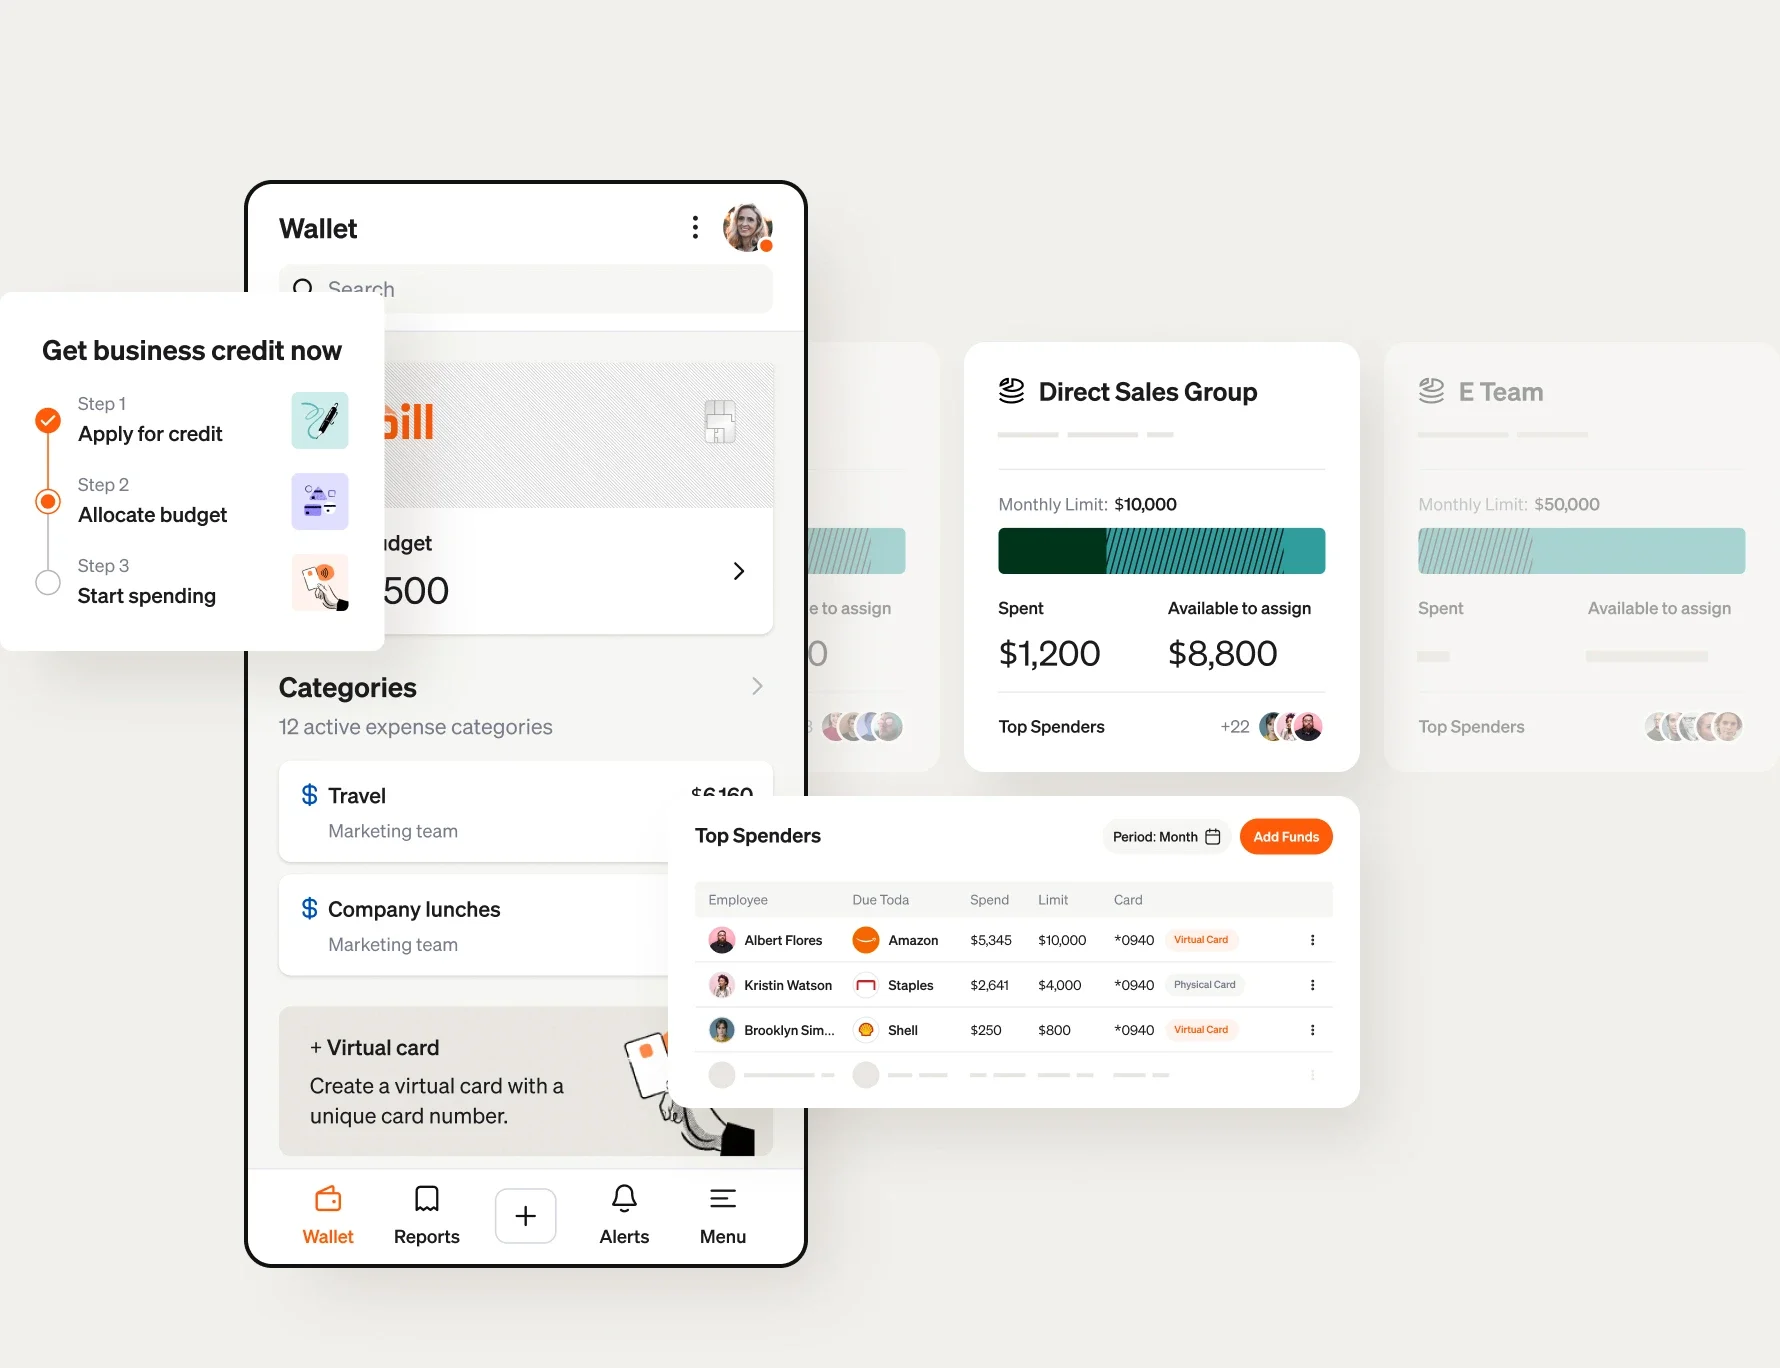 Wallet
Search
Get business credit now
Step 1
Apply for credit
Step 2
Allocate budget
Step 3
Start spending
bill
500
Categories
12 active expense categories
$ Travel
$6,160
Marketing team
$ Company lunches
Marketing team
+ Virtual card
Create a virtual card with a
unique card number.
Wallet
Reports
Alerts
Menu
to assign
Direct Sales Group
Monthly Limit: $10,000
Spent
Available to assign
$1,200
$8,800
Top Spenders
+22
E Team
Monthly Limit: $50,000
Spent
Available to assign
Top Spenders
Top Spenders
Period: Month
Add Funds
Employee Due Toda Spend Limit Card
Albert Flores Amazon $5,345 $10,000 *0940 Virtual Card
Kristin Watson Staples $2,641 $4,000 *0940 Physical Card
Brooklyn Sim... Shell $250 $800 *0940 Virtual Card